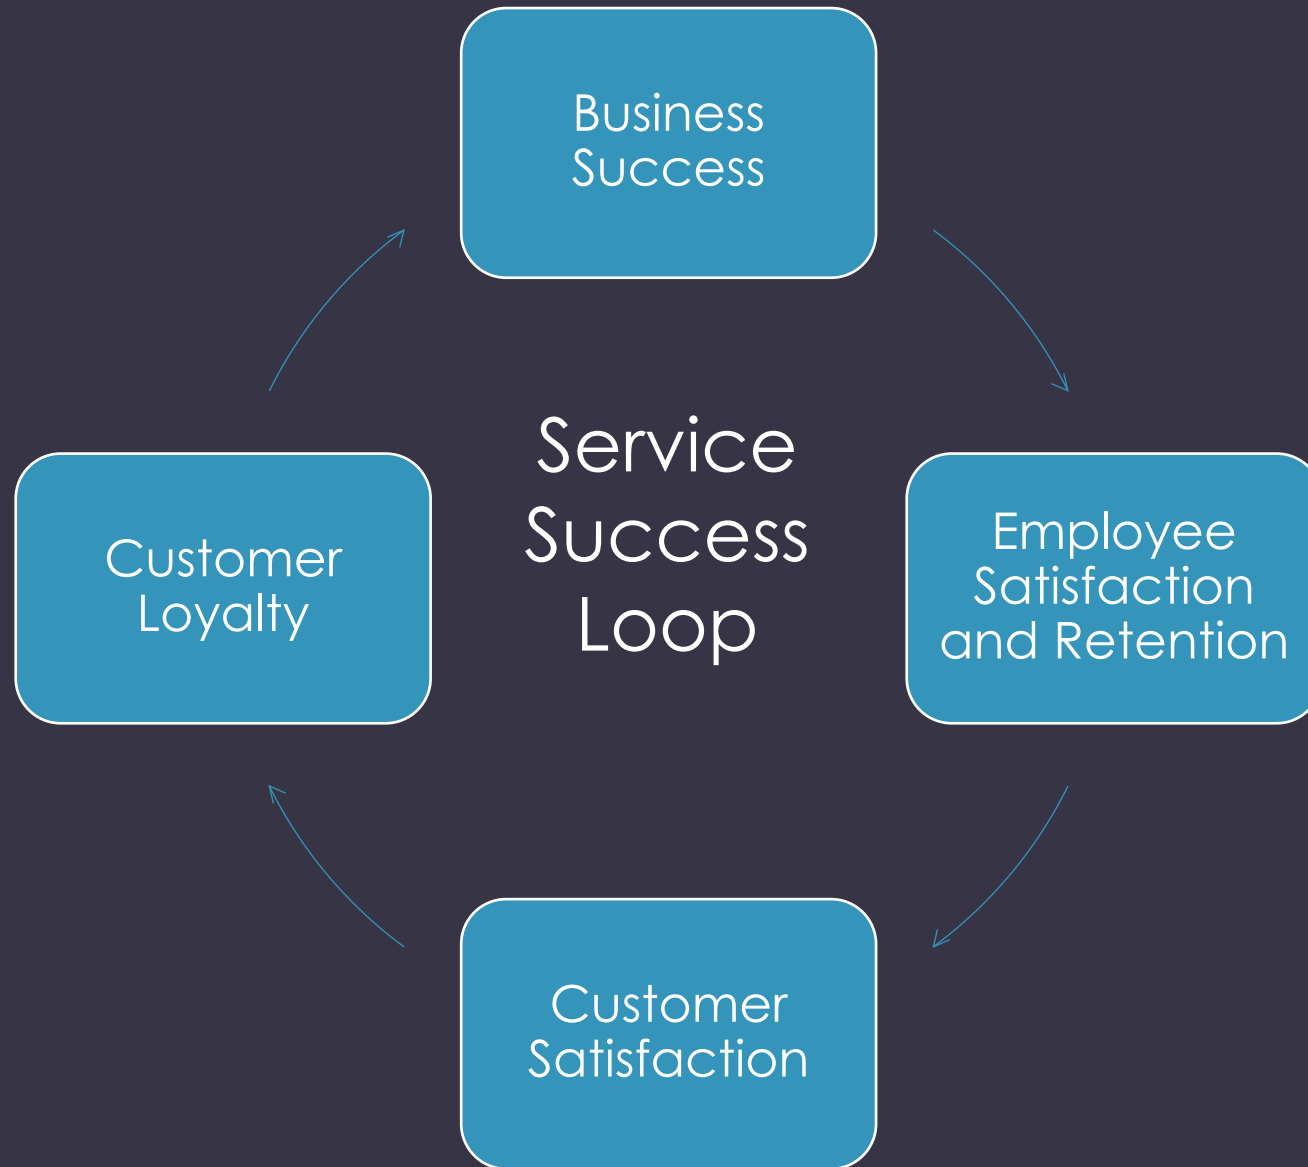 Business
Success
Service
Success
Loop
Employee
Satisfaction
and Retention
Customer
Satisfaction
Customer
Loyalty